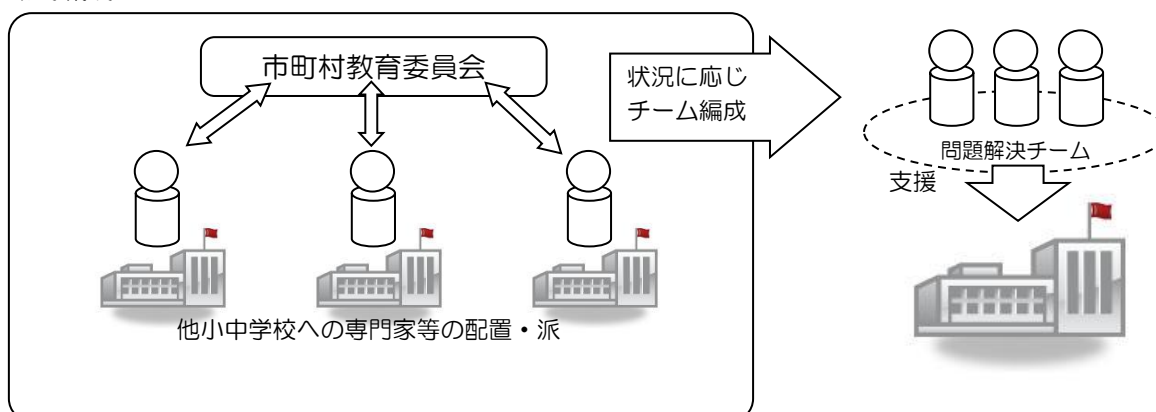 市町村教育委員会
状況に応じ
チーム編成
問題解決チーム
支援
他小中学校への専門家等の配置・派